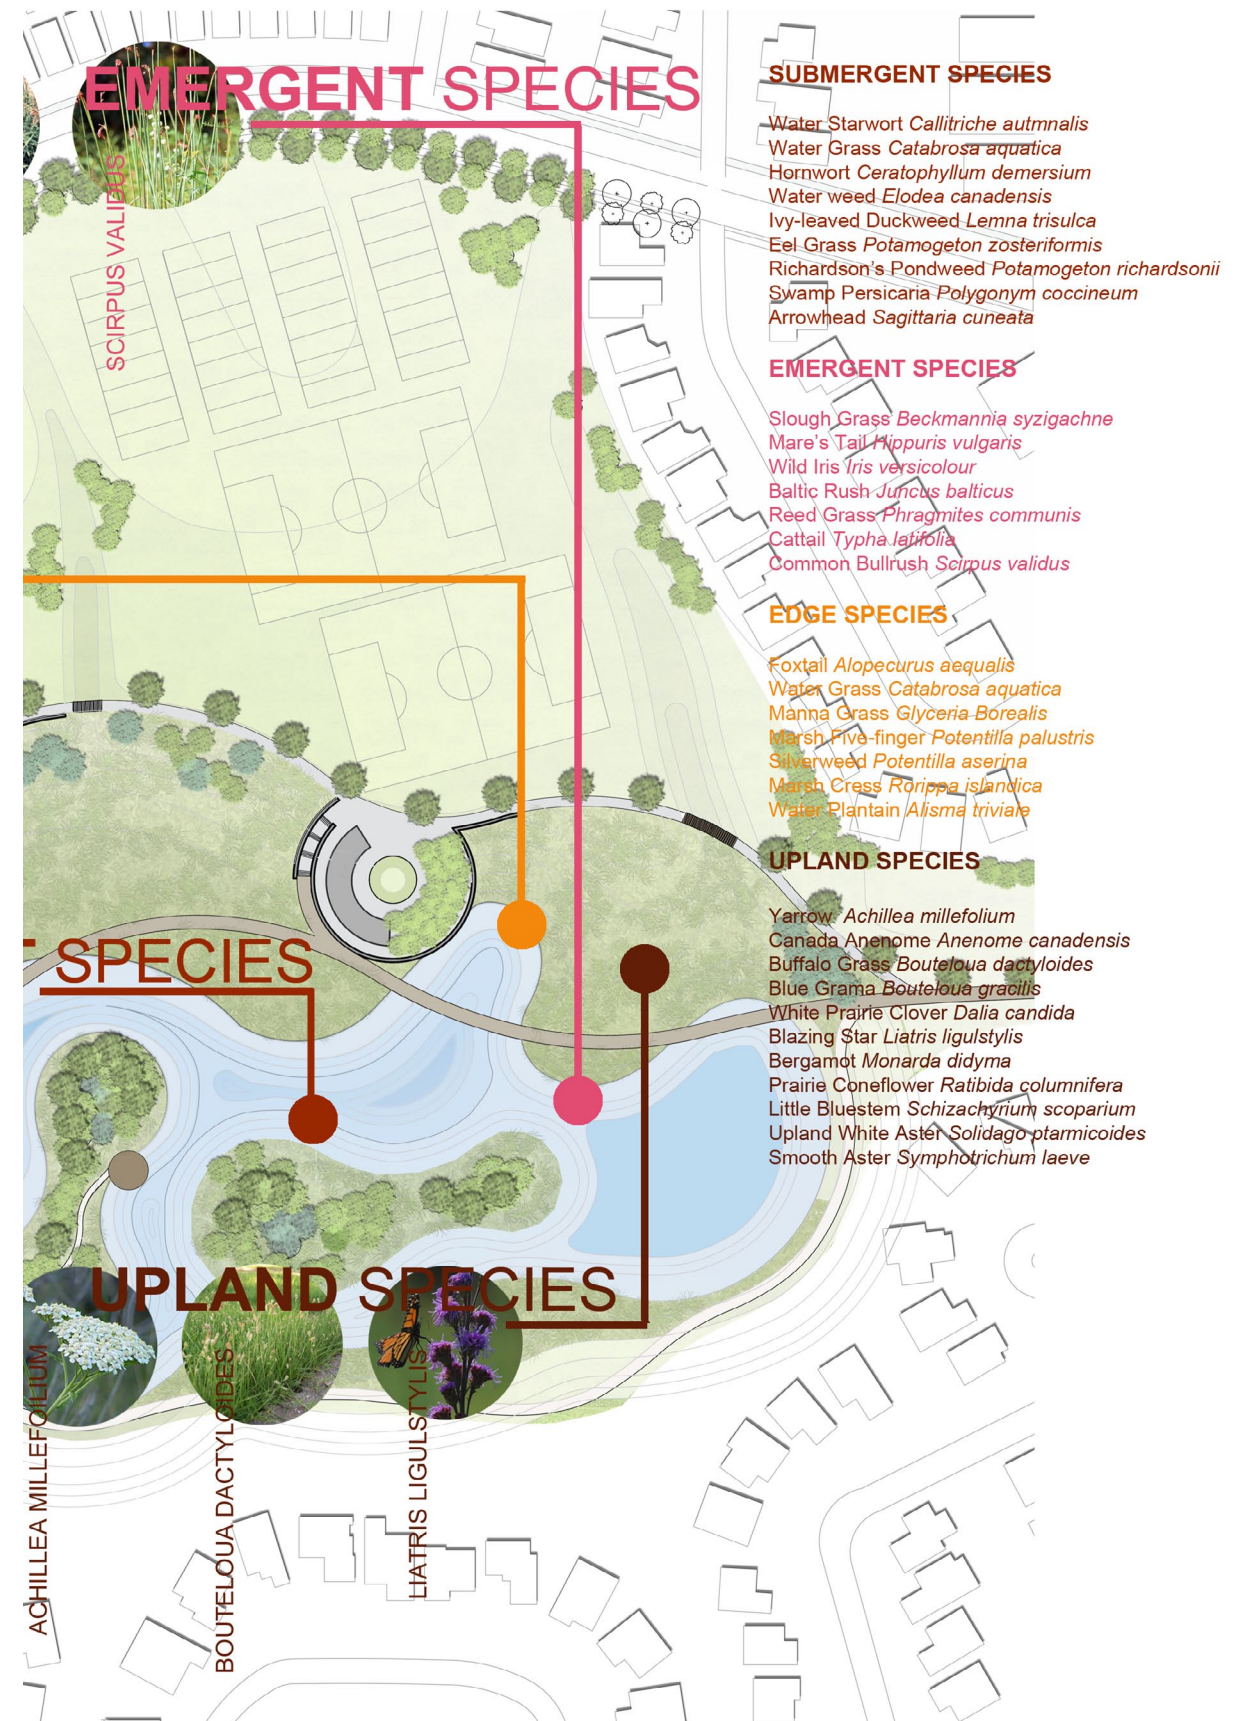 EMERGENT SPECIES
SCIRPUS VALIDUS
SUBMERGENT SPECIES
Water Starwort Callitriche autmnalis
Water Grass Catabrosa aquatica
Hornwort Ceratophyllum demersium
Water weed Elodea canadensis
Ivy-leaved Duckweed Lemna trisulca
Eel Grass Potamogeton zosteriformis
Richardson's Pondweed Potamogeton richardsonii
Swamp Persicaria Polygonym coccineum
Arrowhead Sagittaria cuneata
EMERGENT SPECIES
Slough Grass Beckmannia syzigachne
Mare's Tail Hippuris vulgaris
Wild Iris Iris versicolour
Baltic Rush Juncus balticus
Reed Grass Phragmites communis
Cattail Typha latifolia
Common Bullrush Scirpus validus
EDGE SPECIES
Foxtail Alopecurus aequalis
Water Grass Catabrosa aquatica
Manna Grass Glyceria Borealis
Marsh Five-finger Potentilla palustris
Silverweed Potentilla aserina
Marsh Cress Rorippa islandica
Water Plantain Alisma triviale
UPLAND SPECIES
Yarrow Achillea millefolium
Canada Anenome Anenome canadensis
Buffalo Grass Bouteloua dactyloides
Blue Grama Bouteloua gracilis
White Prairie Clover Dalia candida
Blazing Star Liatris ligulstylis
Bergamot Monarda didyma
Prairie Coneflower Ratibida columnifera
Little Bluestem Schizachyrium scoparium
Upland White Aster Solidago ptarmicoides
Smooth Aster Symphotrichum laeve
SPECIES
UPLAND SPECIES
ACHILLEA MILLEFOILIUM
BOUTELOUA DACTYLOIDES
LIATRIS LIGULSTYLIS